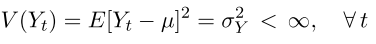 V(Y_t) = E[Y_t − μ]^2 = σ_Y^2 < ∞, ∀ t